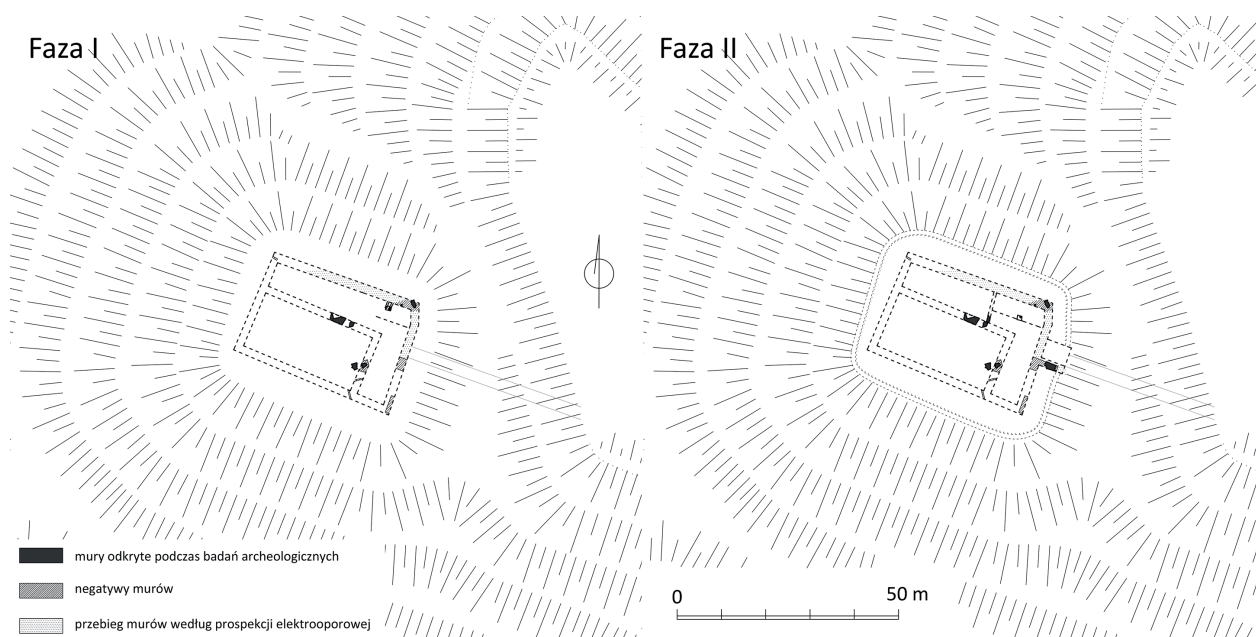 Faza I
Faza II
mury odkryte podczas badań archeologicznych
negatywy murów
przebieg murów według prospekcji elektrooporowej
0
50 m